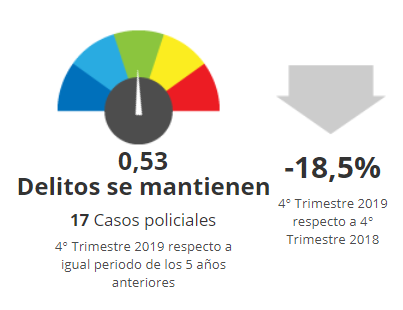 0,53
Delitos se mantienen
17 Casos policiales
4° Trimestre 2019 respecto a
igual periodo de los 5 años
anteriores
-18,5%
4° Trimestre 2019
respecto a 4°
Trimestre 2018